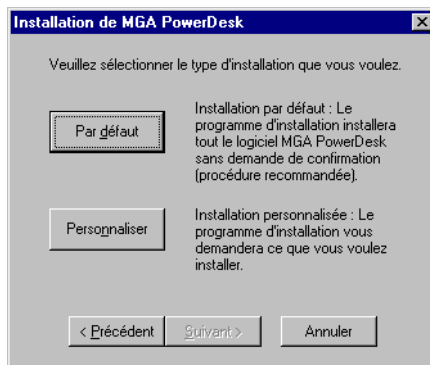 Installation de MGA PowerDesk
Veuillez sélectionner le type d'installation que vous voulez.
Par défaut
Installation par défaut : Le
programme d'installation installera
tout le logiciel MGA PowerDesk
sans demande de confirmation
(procédure recommandée).
Personnaliser
Installation personnalisée : Le
programme d'installation vous
demandera ce que vous voulez
installer.
< Précédent
Suivant >
Annuler